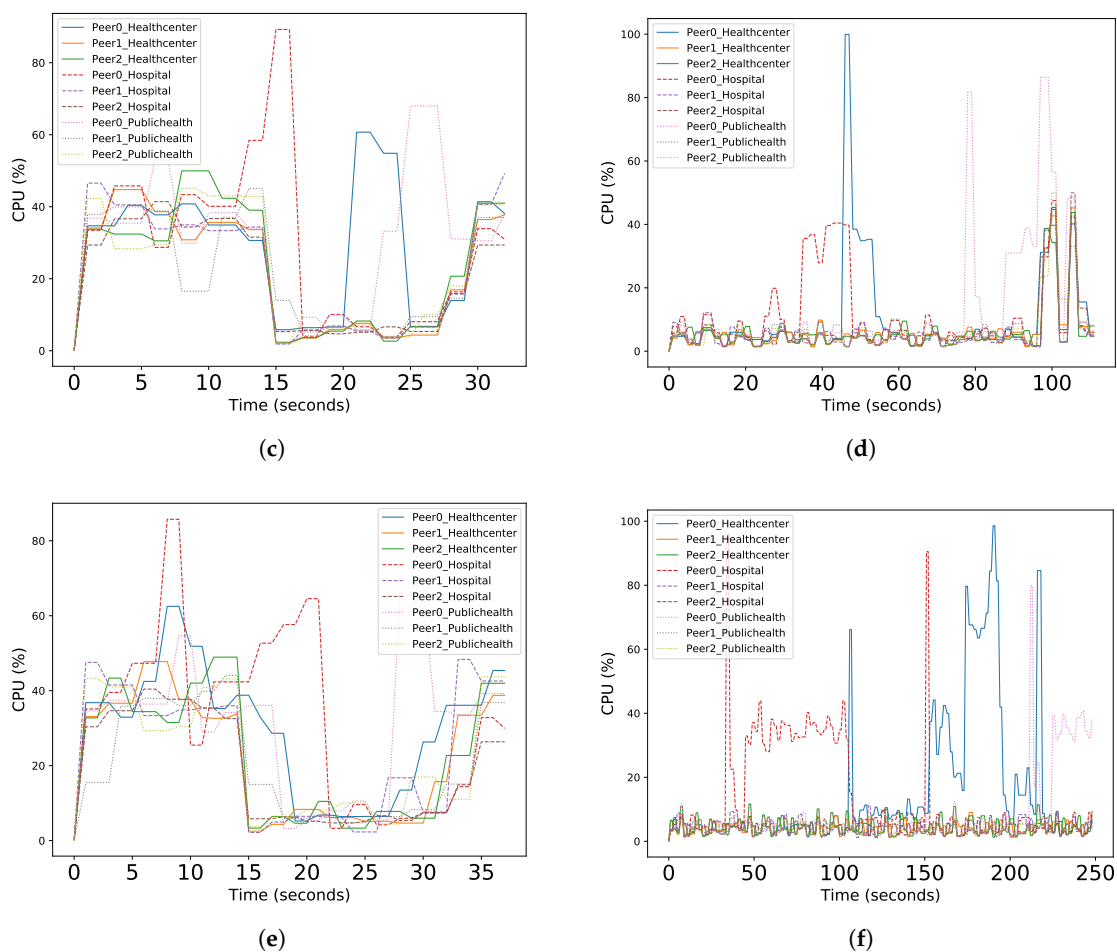 Peer0_Healthcenter
Peer1_Healthcenter
Peer2_Healthcenter
Peer0_Hospital
Peer1_Hospital
Peer2_Hospital
Peer0_Publichealth
Peer1_Publichealth
Peer2_Publichealth
80
60
40
20
0
CPU (%)
0 5 10 15 20 25 30
Time (seconds)
(c)
Peer0_Healthcenter
Peer1_Healthcenter
Peer2_Healthcenter
Peer0_Hospital
Peer1_Hospital
Peer2_Hospital
Peer0_Publichealth
Peer1_Publichealth
Peer2_Publichealth
100
80
60
40
20
0
CPU (%)
0 20 40 60 80 100
Time (seconds)
(d)
Peer0_Healthcenter
Peer1_Healthcenter
Peer2_Healthcenter
Peer0_Hospital
Peer1_Hospital
Peer2_Hospital
Peer0_Publichealth
Peer1_Publichealth
Peer2_Publichealth
80
60
40
20
0
CPU (%)
0 5 10 15 20 25 30 35
Time (seconds)
(e)
Peer0_Healthcenter
Peer1_Healthcenter
Peer2_Healthcenter
Peer0_Hospital
Peer1_Hospital
Peer2_Hospital
Peer0_Publichealth
Peer1_Publichealth
Peer2_Publichealth
100
80
60
40
20
0
CPU (%)
0 50 100 150 200 250
Time (seconds)
(f)